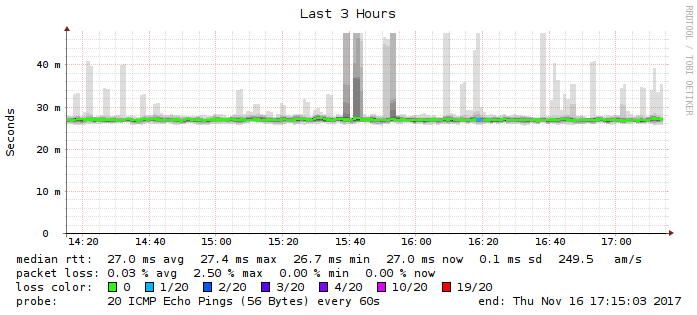 Last 3 Hours
RRDTOOL / TOBI OETIKER
Seconds
40 m
30 m
20 m
10 m
0
14:20 14:40 15:00 15:20 15:40 16:00 16:20 16:40 17:00
median rtt: 27.0 ms avg 27.4 ms max 26.7 ms min 27.0 ms now 0.1 ms sd 249.5 am/s
packet loss: 0.03 % avg 2.50 % max 0.00 % min 0.00 % now
loss color: 0 1/20 2/20 3/20 4/20 10/20 19/20
probe: 20 ICMP Echo Pings (56 Bytes) every 60s end: Thu Nov 16 17:15:03 2017